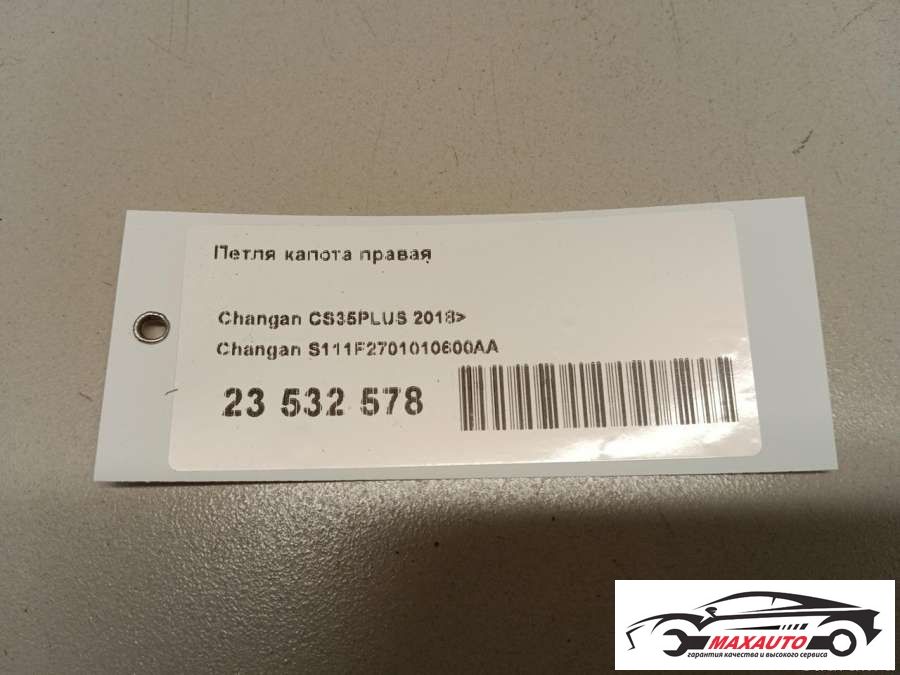 Петля капота правая
Changan CS35PLUS 2018>
Changan S111F2701010600AA
23 532 578
MAXAUTO
гарантия качества и высокого сервиса